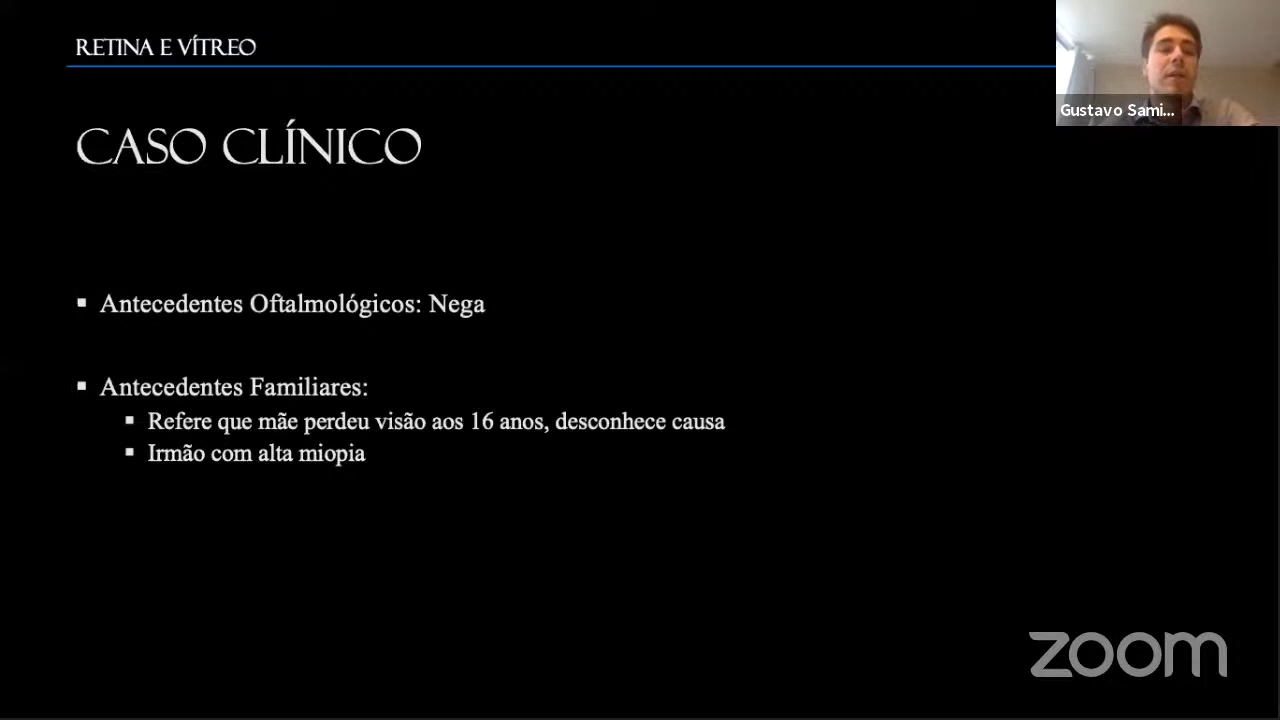 RETINA E VÍTREO
Gustavo Sami...
CASO CLÍNICO
▪ Antecedentes Oftalmológicos: Nega
▪ Antecedentes Familiares:
▪ Refere que mãe perdeu visão aos 16 anos, desconhece causa
▪ Irmão com alta miopia
zoom